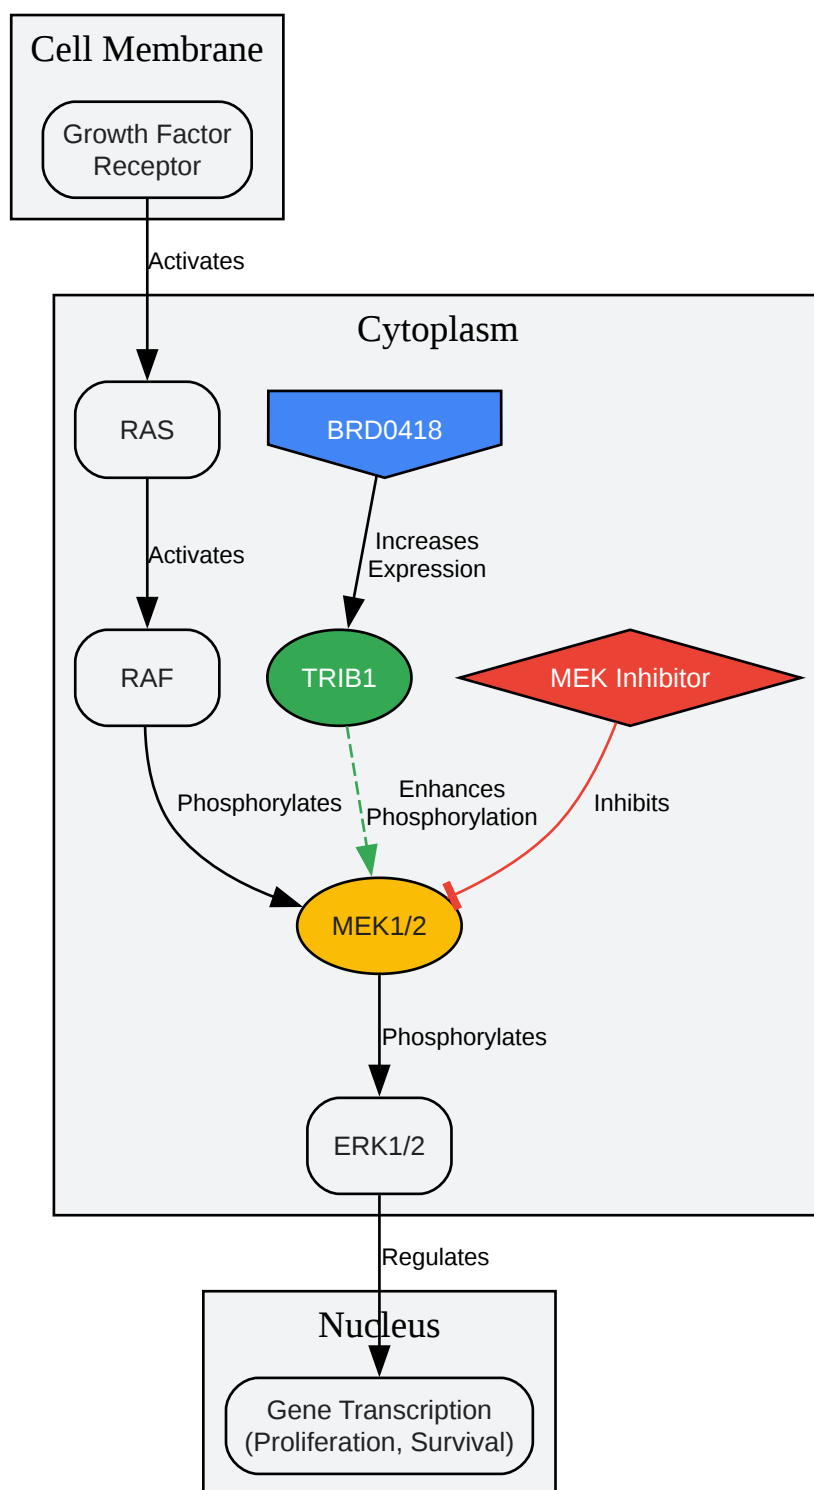 Cell Membrane
Growth Factor
Receptor
Activates
Cytoplasm
RAS
BRD0418
Activates
Increases
Expression
RAF
TRIB1
MEK Inhibitor
Phosphorylates
Enhances
Phosphorylation
Inhibits
MEK1/2
Phosphorylates
ERK1/2
Regulates
Nucleus
Gene Transcription
(Proliferation, Survival)